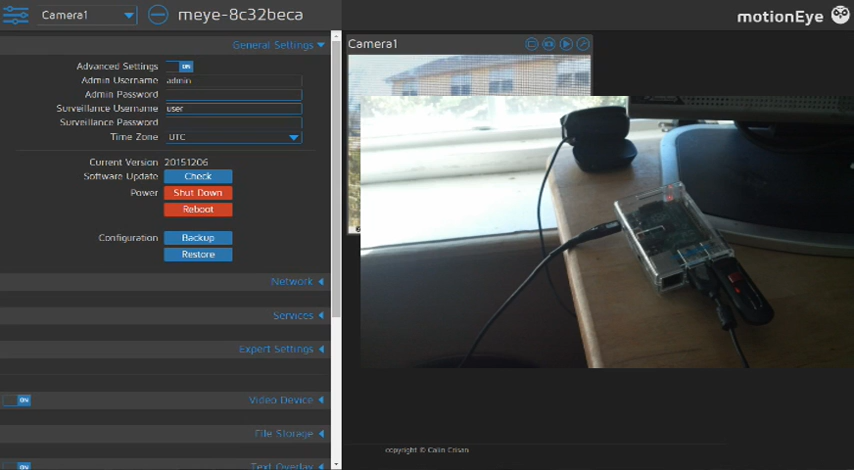 Camera1
meye-8c32beca
motionEye
General Settings
Camera1
Advanced Settings ON
Admin Username admin
Admin Password
Surveillance Username user
Surveillance Password
Time Zone UTC
Current Version 20151206
Software Update Check
Power Shut Down
Reboot
Configuration Backup
Restore
Network
Services
Expert Settings
ON Video Device
File Storage
ON Text Overlay
copyright © Calin Crisan